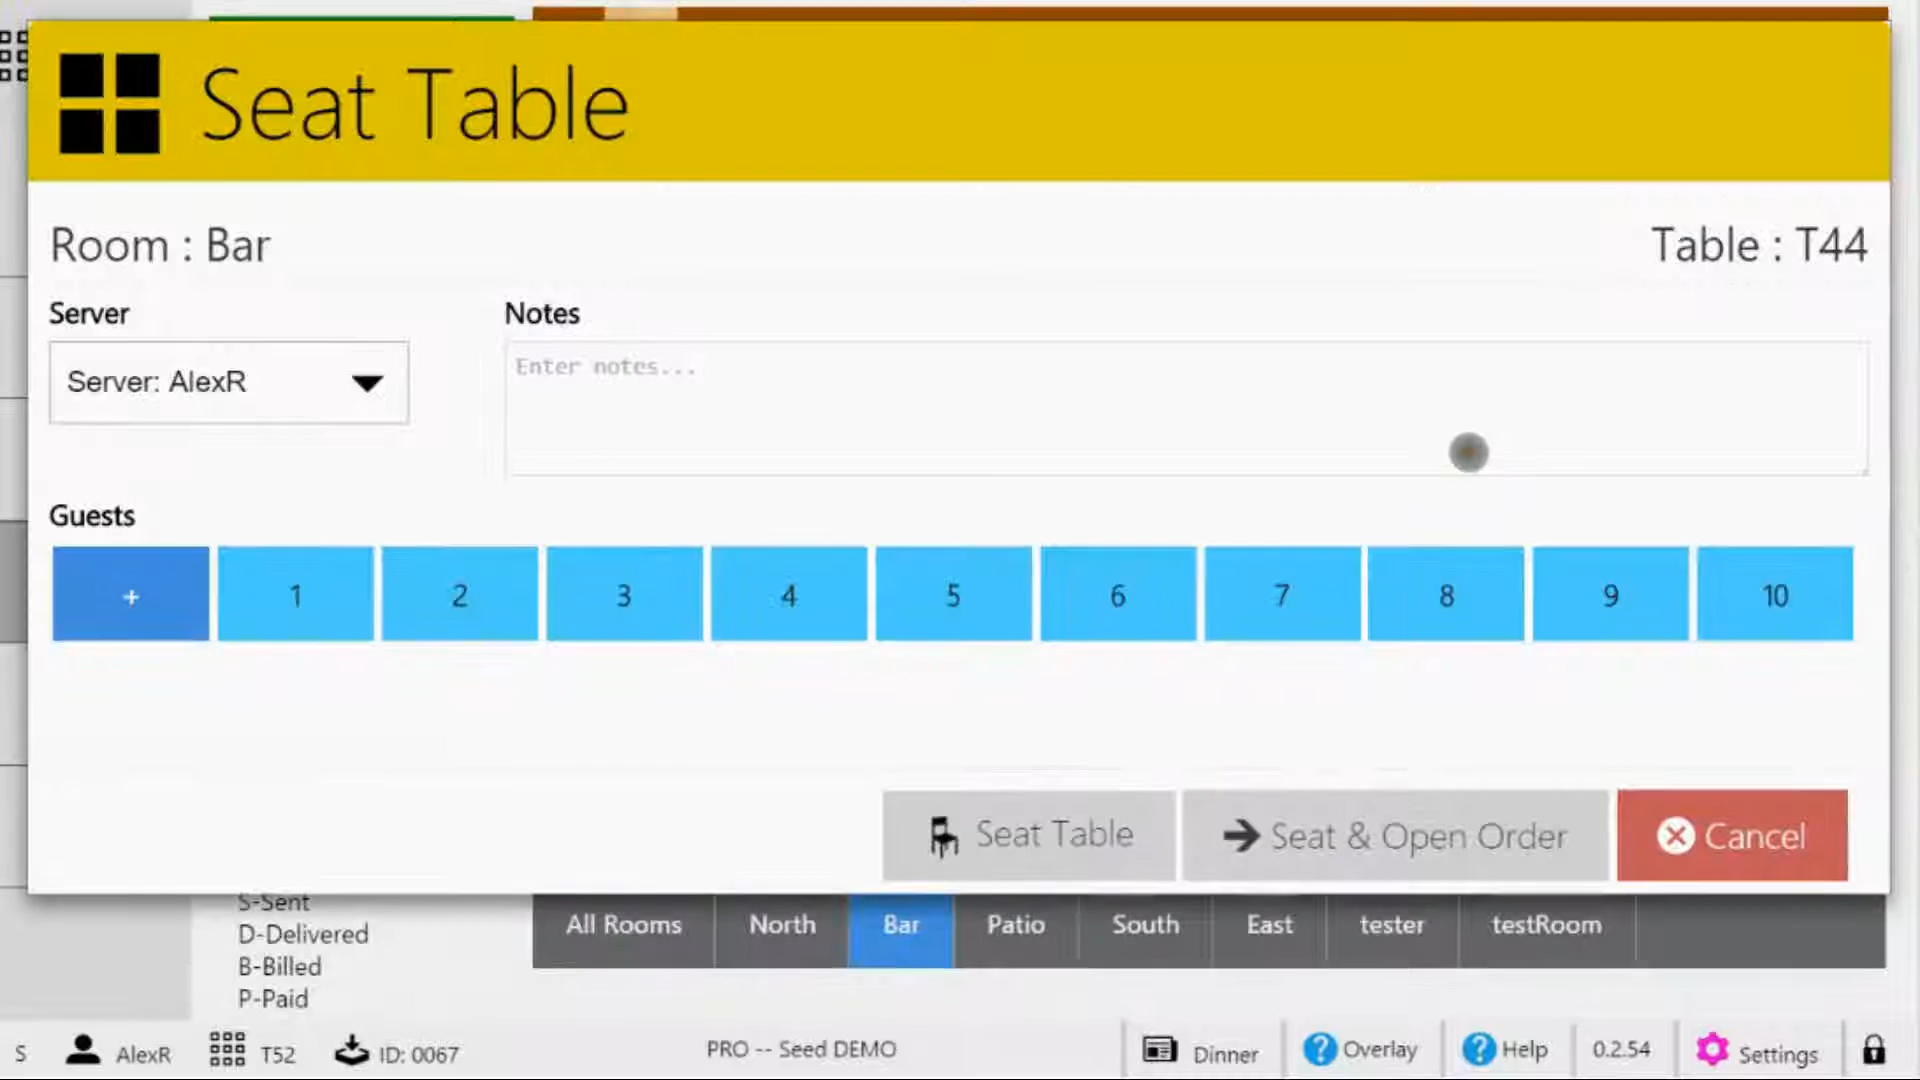 Seat Table
Room : Bar
Table : T44
Server
Notes
Server: AlexR
Enter notes...
Guests
+ 1 2 3 4 5 6 7 8 9 10
Seat Table
Seat & Open Order
Cancel
S-Sent
D-Delivered
B-Billed
P-Paid
All Rooms North Bar Patio South East tester testRoom
S AlexR T52 ID: 0067 PRO -- Seed DEMO Dinner ? Overlay ? Help 0.2.54 Settings